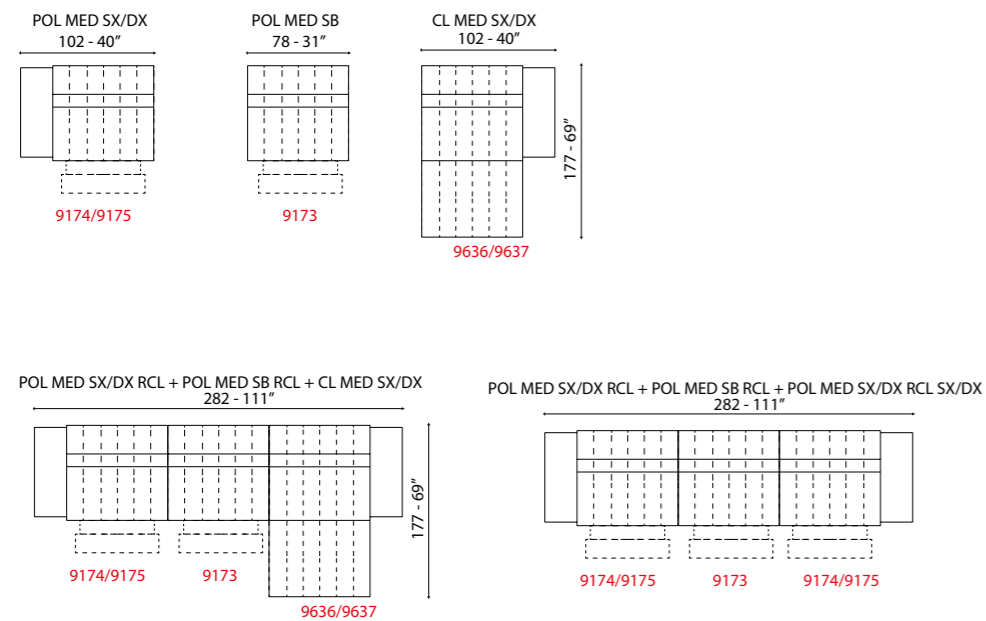 POL MED SX/DX
102 - 40”
9174/9175
POL MED SB
78 - 31”
9173
CL MED SX/DX
102 - 40”
177 - 69”
9636/9637
POL MED SX/DX RCL + POL MED SB RCL + CL MED SX/DX
282 - 111”
177 - 69”
9174/9175
9173
9636/9637
POL MED SX/DX RCL + POL MED SB RCL + POL MED SX/DX RCL SX/DX
282 - 111”
9174/9175
9173
9174/9175